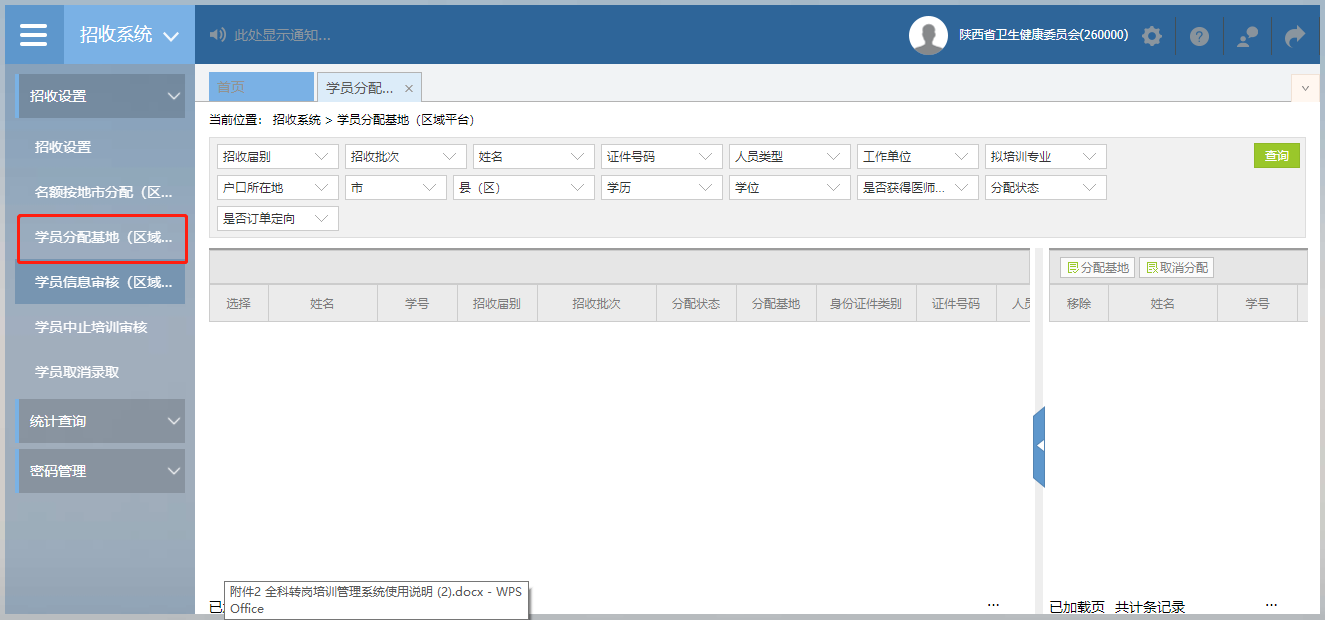 招收系统
此处显示通知...
陕西省卫生健康委员会(260000)
招收设置
招收设置
名额按地市分配（区...
学员分配基地（区域...
学员信息审核（区域...
学员中止培训审核
学员取消录取
统计查询
密码管理
首页
学员分配...
当前位置： 招收系统 > 学员分配基地（区域平台）
招收届别 招收批次 姓名 证件号码 人员类型 工作单位 拟培训专业 查询
户口所在地 市 县（区） 学历 学位 是否获得医师... 分配状态
是否订单定向
分配基地 取消分配
选择 姓名 学号 招收届别 招收批次 分配状态 分配基地 身份证件类别 证件号码
移除 姓名 学号
附件2 全科转岗培训管理系统使用说明 (2).docx - WPS
Office
...
已加载页 共计条记录 ...